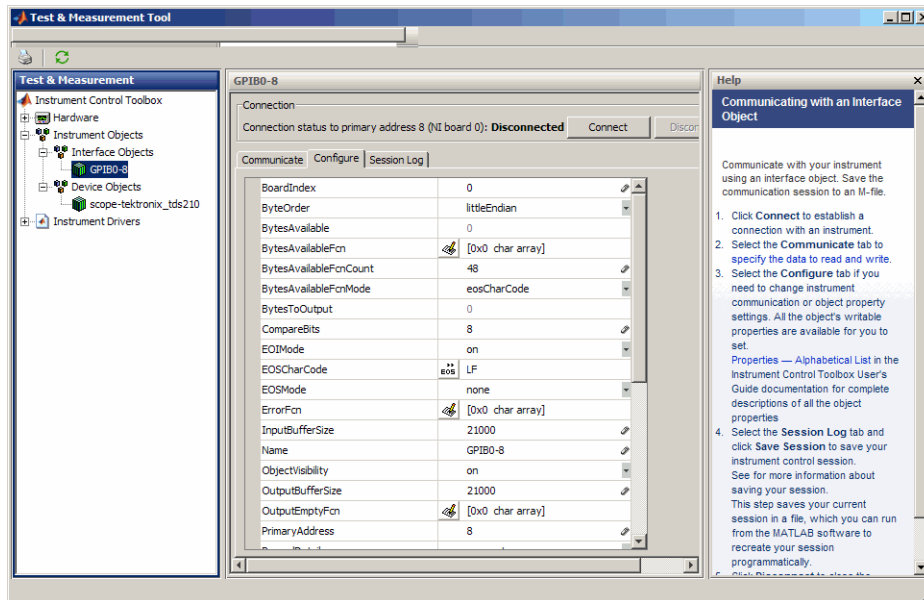 Test & Measurement Tool
Test & Measurement
Instrument Control Toolbox
Hardware
Instrument Objects
Interface Objects
GPIB0-8
Device Objects
scope-tektronix_tds210
Instrument Drivers
GPIB0-8
Connection
Connection status to primary address 8 (NI board 0): Disconnected Connect Discon
Communicate Configure Session Log
BoardIndex 0
ByteOrder littleEndian
BytesAvailable 0
BytesAvailableFcn [0x0 char array]
BytesAvailableFcnCount 48
BytesAvailableFcnMode eosCharCode
BytesToOutput 0
CompareBits 8
EOIMode on
EOSCharCode EOS LF
EOSMode none
ErrorFcn [0x0 char array]
InputBufferSize 21000
Name GPIB0-8
ObjectVisibility on
OutputBufferSize 21000
OutputEmptyFcn [0x0 char array]
PrimaryAddress 8
Help
Communicating with an Interface
Object
Communicate with your instrument
using an interface object. Save the
communication session to an M-file.
1. Click Connect to establish a
connection with an instrument.
2. Select the Communicate tab to
specify the data to read and write.
3. Select the Configure tab if you
need to change instrument
communication or object property
settings. All the object's writable
properties are available for you to
set.
Properties — Alphabetical List in the
Instrument Control Toolbox User's
Guide documentation for complete
descriptions of all the object
properties
4. Select the Session Log tab and
click Save Session to save your
instrument control session.
See for more information about
saving your session.
This step saves your current
session in a file, which you can run
from the MATLAB software to
recreate your session
programmatically.